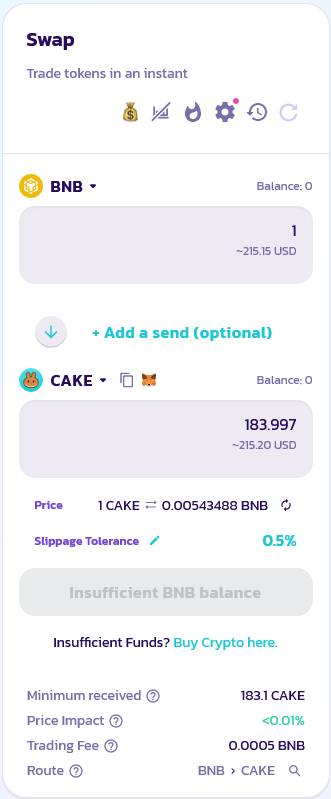 Swap
Trade tokens in an instant
BNB
Balance: 0
1
~215.15 USD
+ Add a send (optional)
CAKE
Balance: 0
183.997
~215.20 USD
Price 1 CAKE ⇄ 0.00543488 BNB
Slippage Tolerance 0.5%
Insufficient BNB balance
Insufficient Funds? Buy Crypto here.
Minimum received ? 183.1 CAKE
Price Impact ? <0.01%
Trading Fee ? 0.0005 BNB
Route ? BNB > CAKE